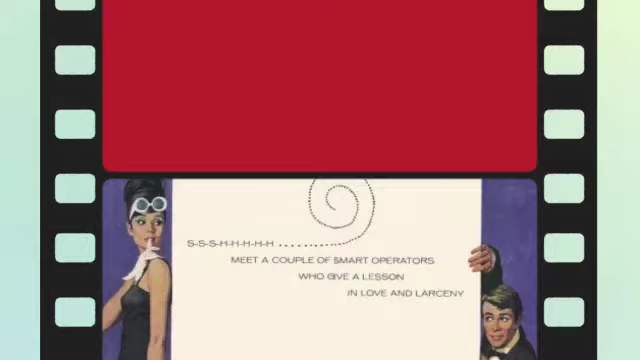 S-S-S-H-H-H-H-H
MEET A COUPLE OF SMART OPERATORS
WHO GIVE A LESSON
IN LOVE AND LARCENY